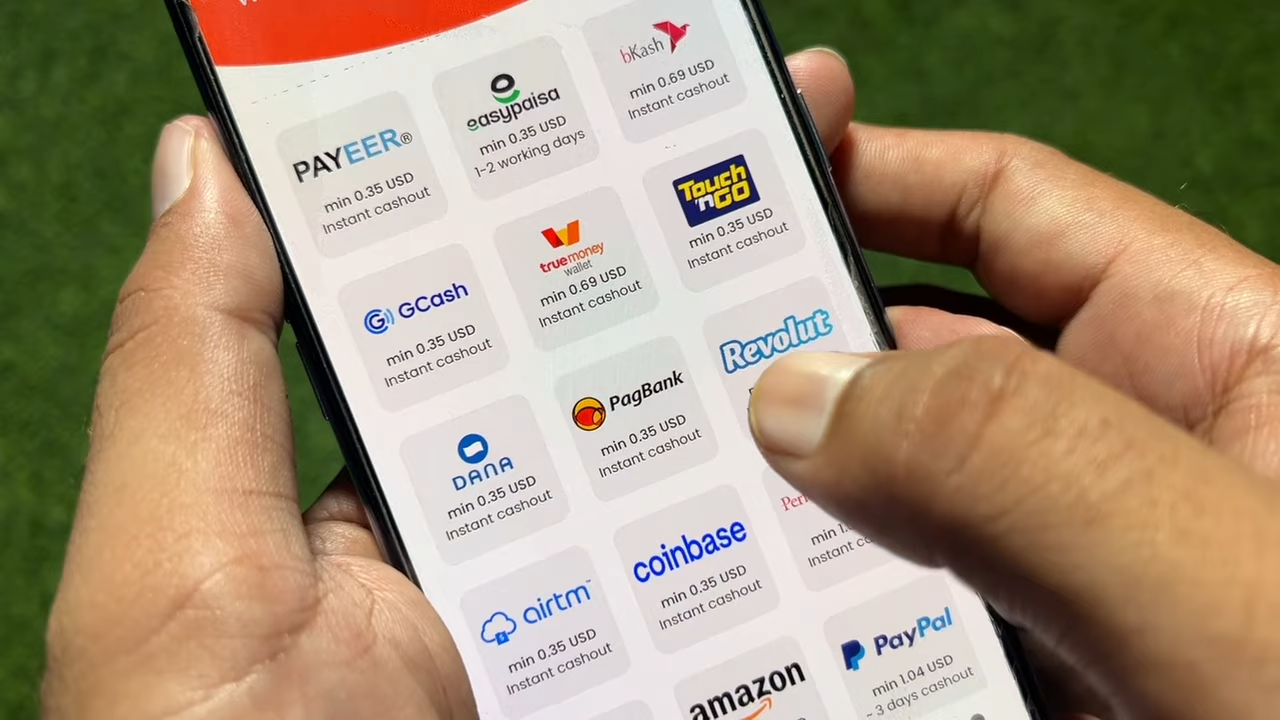 PAYEER®
min 0.35 USD
Instant cashout
easypaisa
min 0.35 USD
1-2 working days
bKash
min 0.69 USD
Instant cashout
GCash
min 0.35 USD
Instant cashout
truemoney
wallet
min 0.69 USD
Instant cashout
Touch
'n GO
min 0.35 USD
Instant cashout
DANA
min 0.35 USD
Instant cashout
PagBank
min 0.35 USD
Instant cashout
Revolut
airtm™
min 0.35 USD
Instant cashout
coinbase
min 0.35 USD
Instant cashout
min
Instant
amazon
PayPal
min 1.04 USD
~ 3 days cashout